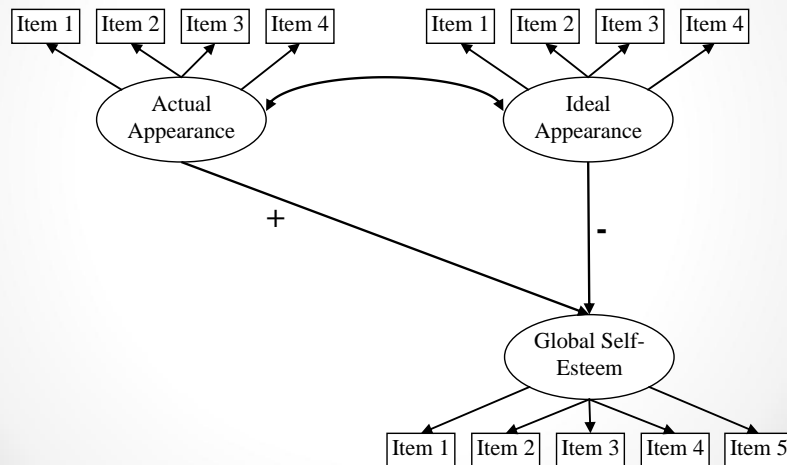 Item 1 Item 2 Item 3 Item 4
Item 1 Item 2 Item 3 Item 4
Actual
Appearance
Ideal
Appearance
+
-
Global Self-
Esteem
Item 1 Item 2 Item 3 Item 4 Item 5